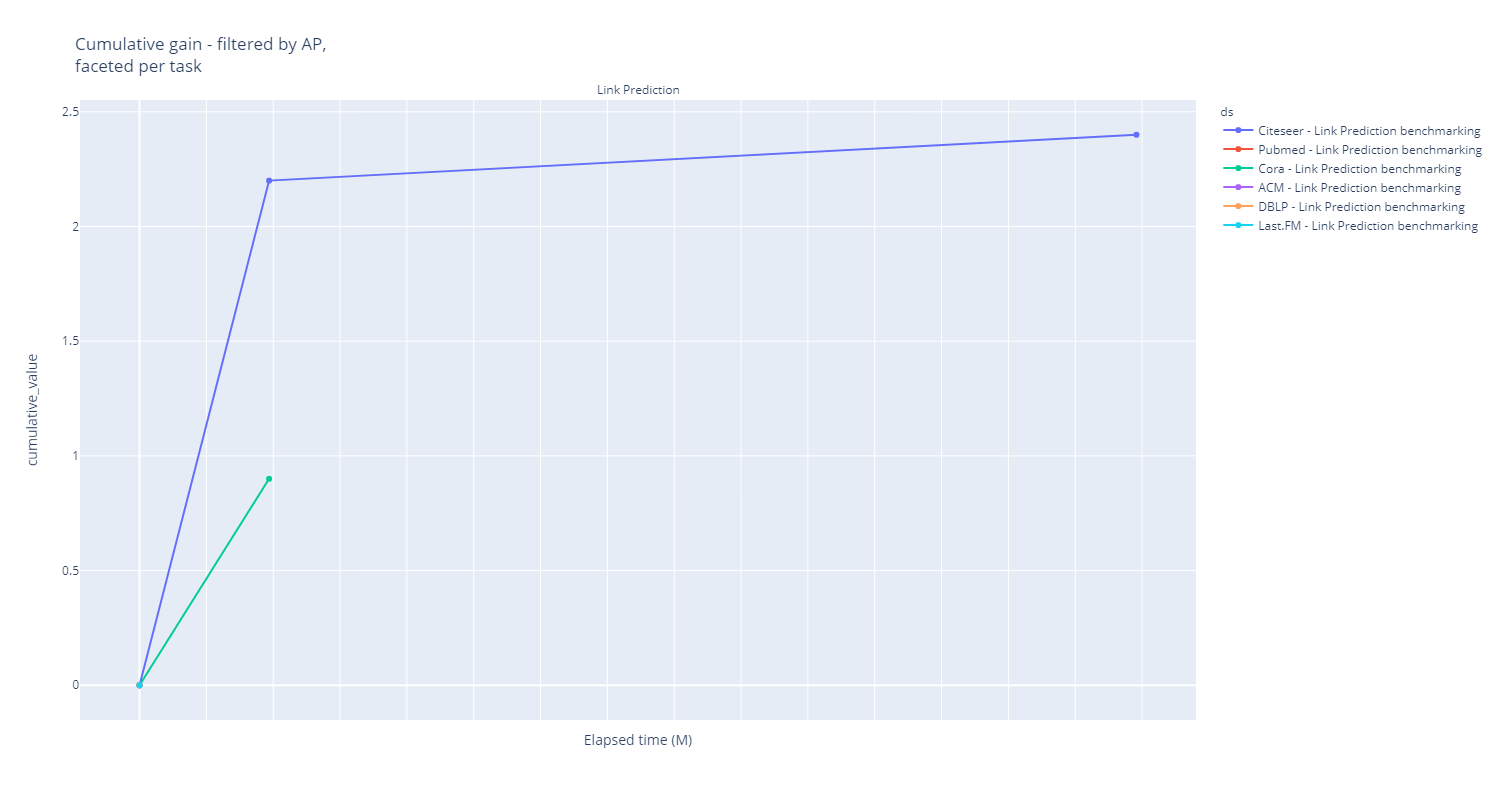 Cumulative gain - filtered by AP,
faceted per task
Link Prediction
2.5
2
1.5
1
0.5
0
cumulative_value
Elapsed time (M)
ds
Citeseer - Link Prediction benchmarking
Pubmed - Link Prediction benchmarking
Cora - Link Prediction benchmarking
ACM - Link Prediction benchmarking
DBLP - Link Prediction benchmarking
Last.FM - Link Prediction benchmarking